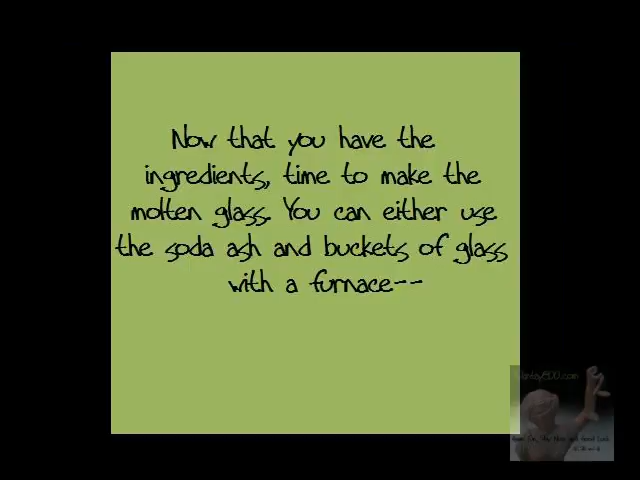 Now that you have the
ingredients, time to make the
molten glass. You can either use
the soda ash and buckets of glass
with a furnace--